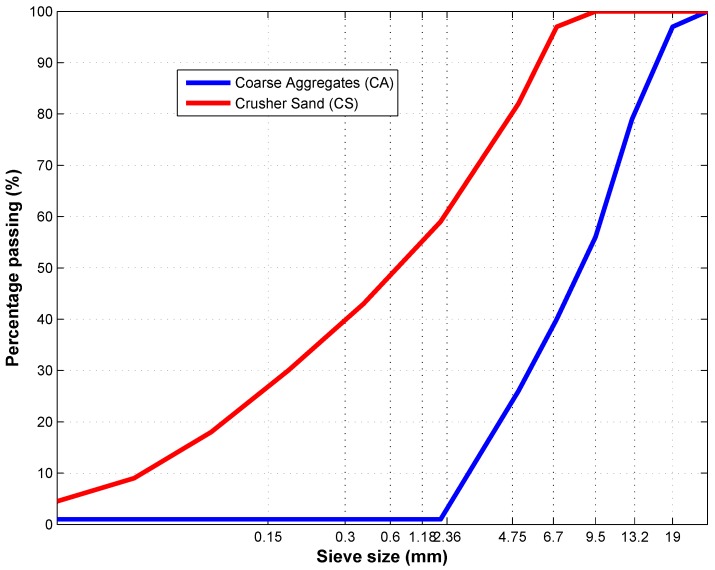 100
90
80
70
60
50
40
30
20
10
0
Percentage passing (%)
Coarse Aggregates (CA)
Crusher Sand (CS)
0.15 0.3 0.6 1.18 2.36 4.75 6.7 9.5 13.2 19
Sieve size (mm)